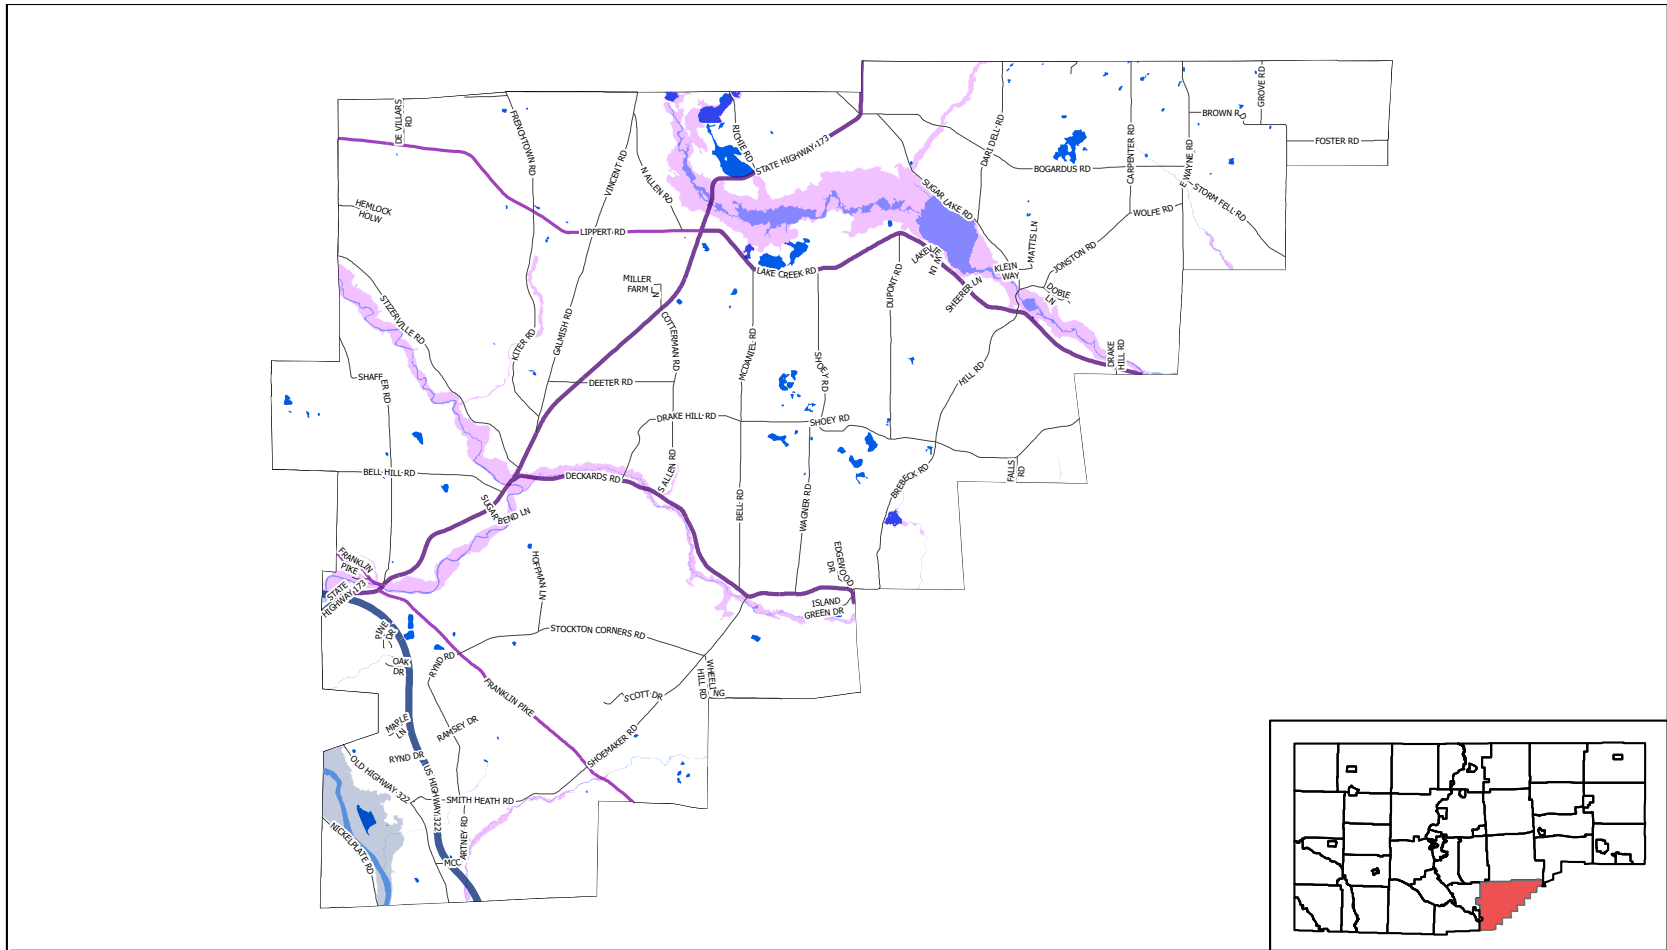 DE VILLARS
RD
FRENCHTOWN RD
VINCENT RD
N ALLEN RD
RICHIE RD
STATE HIGHWAY 173
DARI DELL RD
CARPENTER RD
E WAYNE RD
GROVE RD
BROWN RD
FOSTER RD
BOGARDUS RD
STORM FELL RD
WOLFE RD
SUGAR LAKE RD
MATTIS LN
JONSTON RD
KLEIN
WAY
DOBIE
LN
HEMLOCK
HOLW
LIPPERT RD
LAKE CREEK RD
LAKEVIEW LN
SHEERER LN
DUPONT RD
MILLER
FARM LN
STIZERVILLE RD
KITER RD
GALMISH RD
COTTERMAN RD
MCDANIEL RD
SHOEY RD
HILL RD
DRAKE
HILL RD
SHAFFER RD
DEETER RD
DRAKE HILL RD
SHOEY RD
BELL HILL RD
DECKARDS RD
S ALLEN RD
BELL RD
WAGNER RD
BREBECK RD
FALLS
RD
SUGAR
BEND LN
HOFFMAN LN
EDGEWOOD
DR
ISLAND
GREEN DR
FRANKLIN
PIKE
STATE
HIGHWAY 173
PINE
DR
OAK
DR
RYND RD
STOCKTON CORNERS RD
WHEELING
HILL RD
FRANKLIN PIKE
SCOTT DR
MAPLE
LN
RAMSEY DR
RYND DR
SHOEMAKER RD
OLD HIGHWAY 322
US HIGHWAY 322
SMITH HEATH RD
NICKELPLATE RD
MCCARTNEY RD